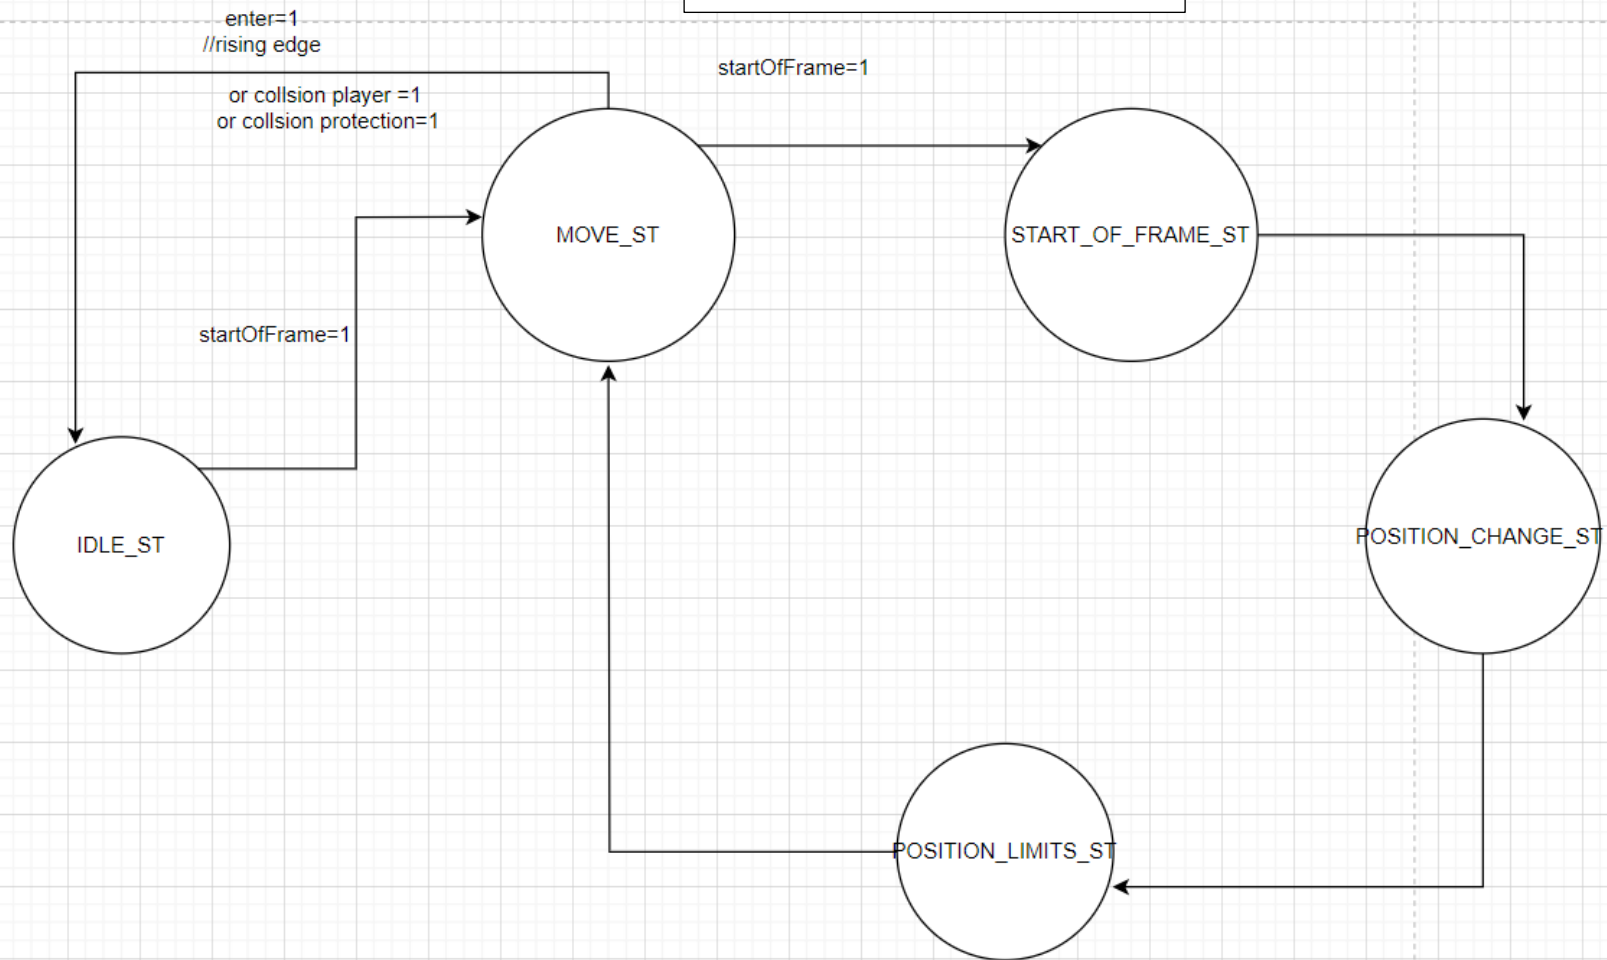 enter=1
//rising edge
or collsion player =1
or collsion protection=1
startOfFrame=1
MOVE_ST
START_OF_FRAME_ST
startOfFrame=1
IDLE_ST
POSITION_CHANGE_ST
POSITION_LIMITS_ST